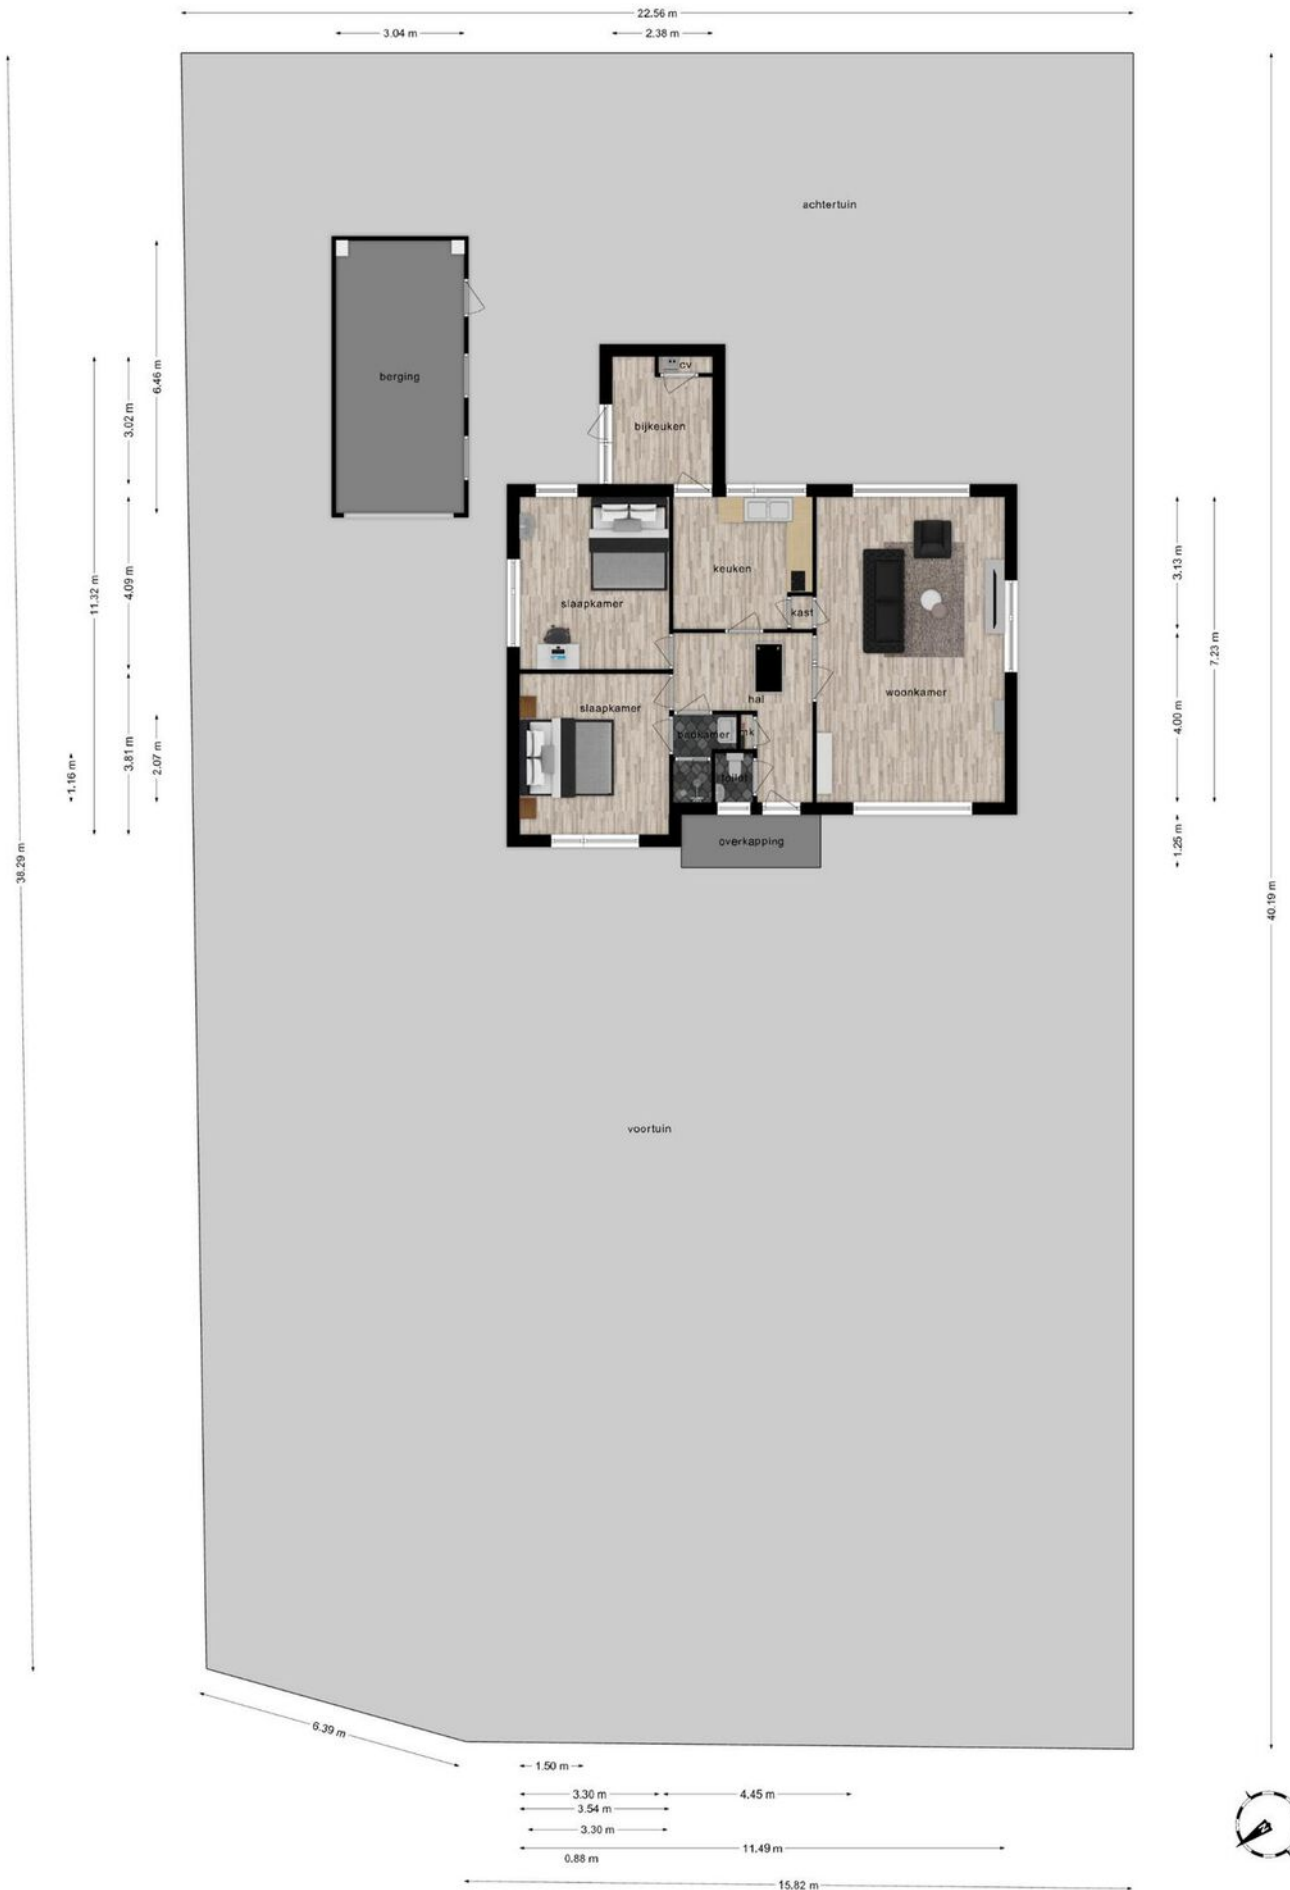 22.56 m
3.04 m
2.38 m
achtertuin
6.46 m
berging
cv
3.02 m
bijkeuken
11.32 m
4.09 m
3.13 m
keuken
slaapkamer
kast
7.23 m
woonkamer
hal
slaapkamer
4.00 m
badkamer
mk
3.81 m
2.07 m
1.16 m
toilet
overkapping
1.25 m
38.29 m
40.19 m
voortuin
6.39 m
1.50 m
3.30 m
4.45 m
3.54 m
3.30 m
11.49 m
0.88 m
15.82 m
N